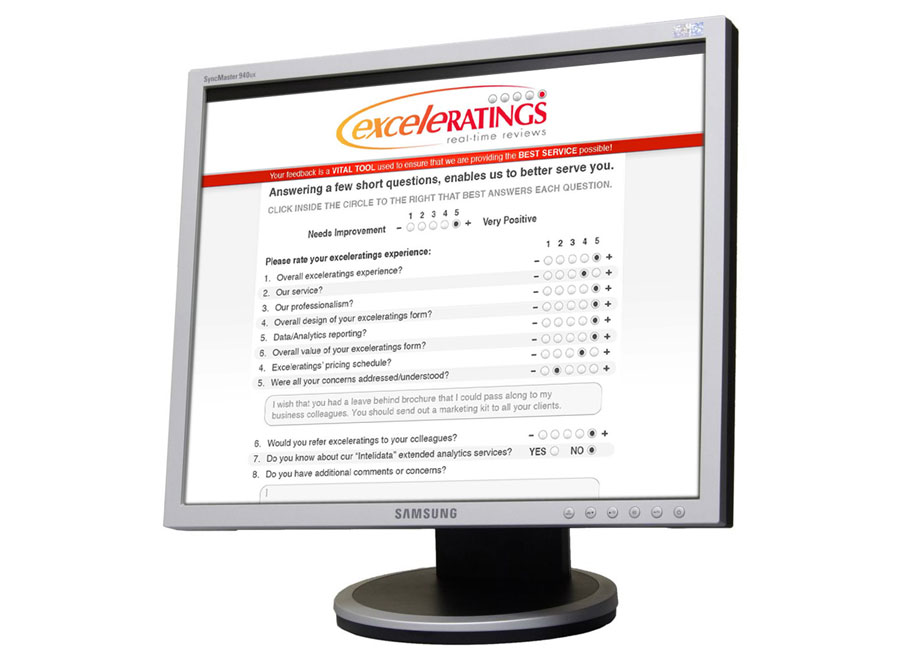 SyncMaster 940UX
exceleRATINGS
real-time reviews
Your feedback is a VITAL TOOL used to ensure that we are providing the BEST SERVICE possible!
Answering a few short questions, enables us to better serve you.
CLICK INSIDE THE CIRCLE TO THE RIGHT THAT BEST ANSWERS EACH QUESTION.
1 2 3 4 5
Needs Improvement - + Very Positive
Please rate your exceleratings experience:
1 2 3 4 5
1. Overall exceleratings experience? - +
2. Our service? - +
3. Our professionalism? - +
4. Overall design of your exceleratings form? - +
5. Data/Analytics reporting? - +
6. Overall value of your exceleratings form? - +
4. Exceleratings' pricing schedule? - +
5. Were all your concerns addressed/understood? - +
I wish that you had a leave behind brochure that I could pass along to my
business colleagues. You should send out a marketing kit to all your clients.
6. Would you refer exceleratings to your cclleagues? - +
7. Do you know about our "Intelidata" extended analytics services? YES NO
8. Do you have additional comments or concerns?
SAMSUNG